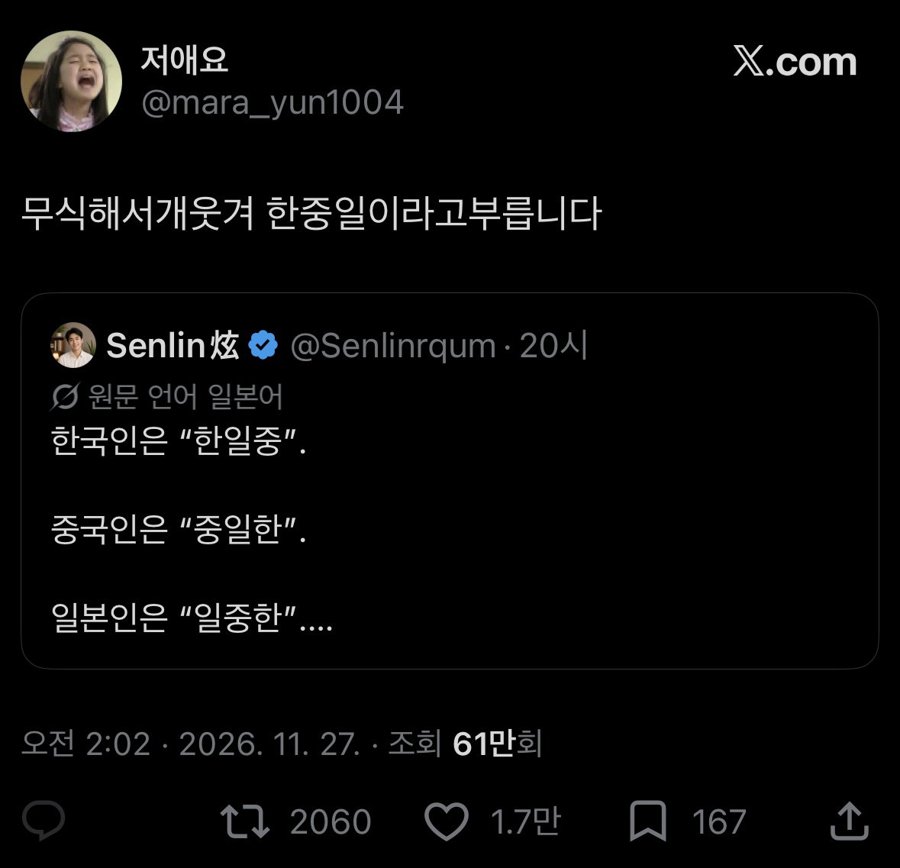 저애요
X.com
@mara_yun1004
무식해서개웃겨 한중일이라고부릅니다
Senlin炫 @Senlinrqum · 20시
원문 언어 일본어
한국인은 “한일중”.
중국인은 “중일한”.
일본인은 “일중한”....
오전 2:02 · 2026. 11. 27. · 조회 61만회
2060 1.7만 167